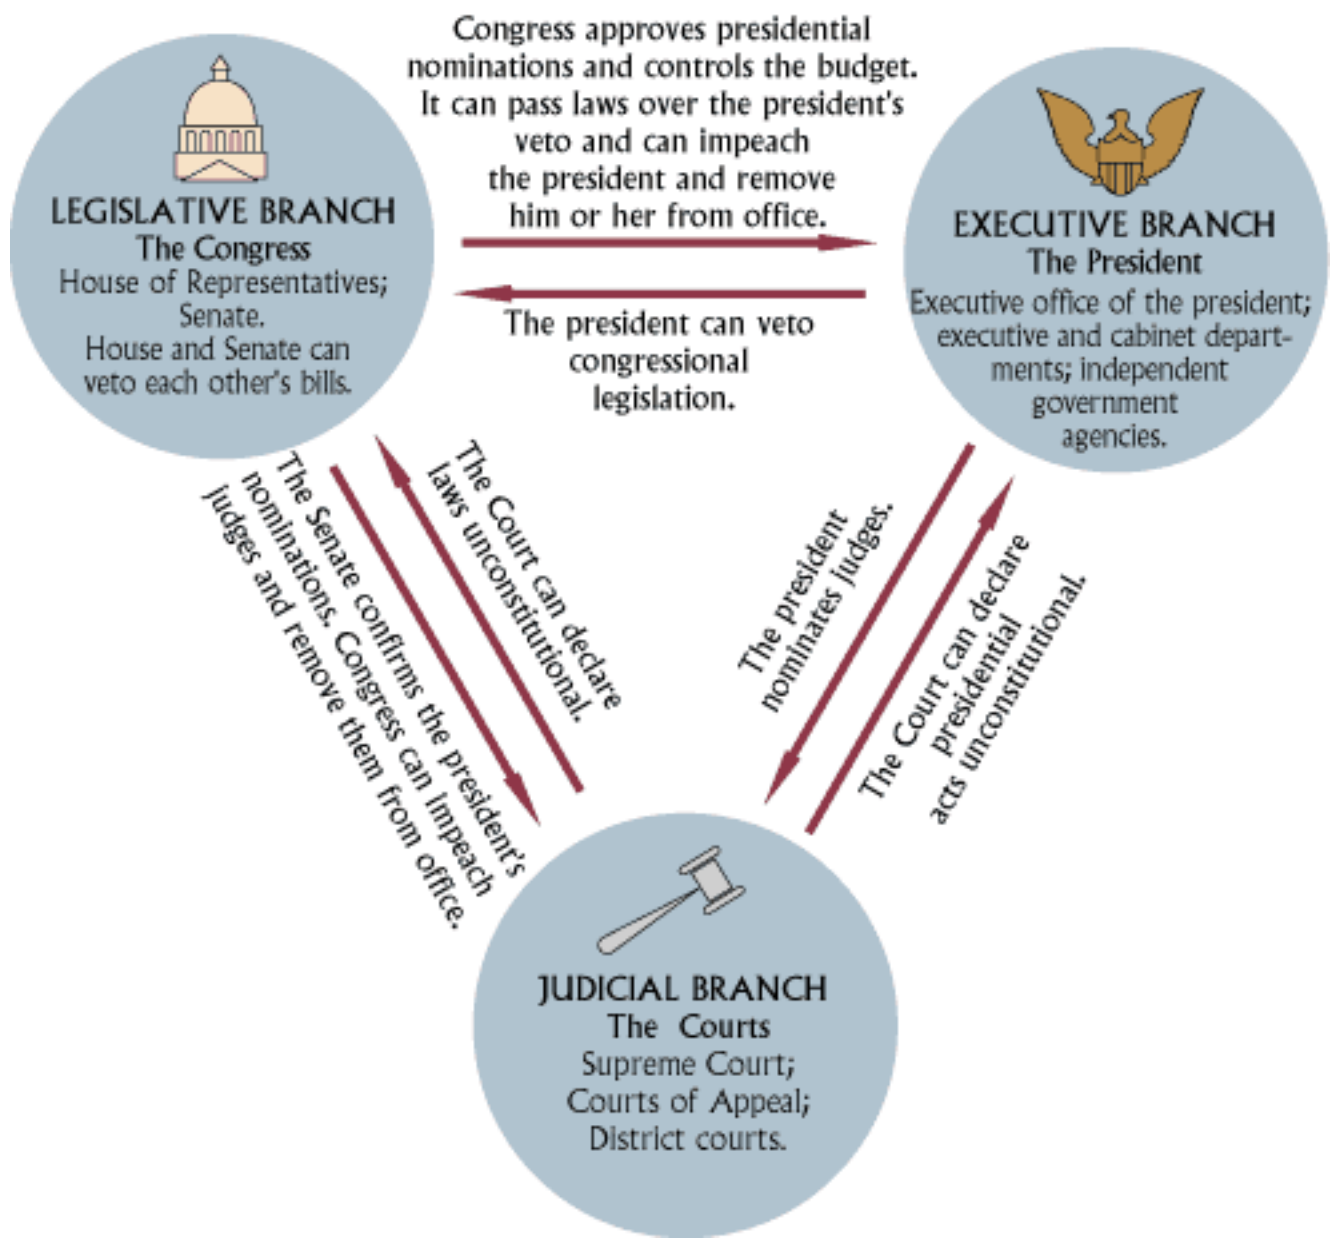 Congress approves presidential
nominations and controls the budget.
It can pass laws over the president's
veto and can impeach
the president and remove
him or her from office.
LEGISLATIVE BRANCH
The Congress
House of Representatives;
Senate.
House and Senate can
veto each other's bills.
EXECUTIVE BRANCH
The President
Executive office of the president;
executive and cabinet depart-
ments; independent
government
agencies.
The president can veto
congressional
legislation.
The Senate confirms the president's
nominations. Congress can impeach
judges and remove them from office.
The Court can declare
laws unconstitutional.
The president
nominates judges.
The Court can declare
presidential
acts unconstitutional.
JUDICIAL BRANCH
The Courts
Supreme Court;
Courts of Appeal;
District courts.